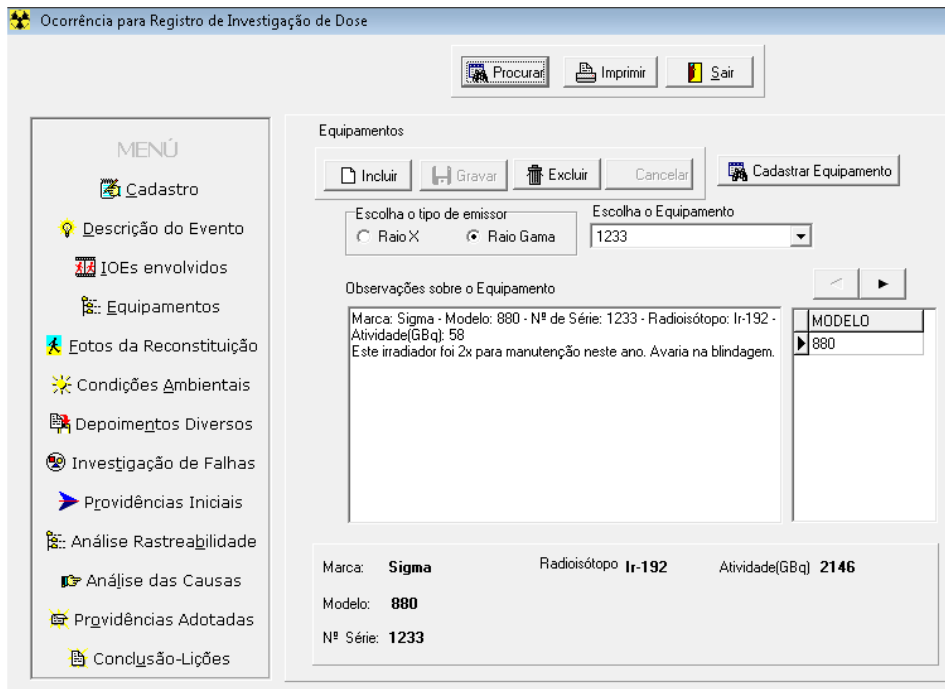 Ocorrência para Registro de Investigação de Dose
Procurar Imprimir Sair
MENÚ
Cadastro
Descrição do Evento
IOEs envolvidos
Equipamentos
Fotos da Reconstituição
Condições Ambientais
Depoimentos Diversos
Investigação de Falhas
Providências Iniciais
Análise Rastreabilidade
Análise das Causas
Providências Adotadas
Conclusão-Lições
Equipamentos
Incluir Gravar Excluir Cancelar Cadastrar Equipamento
Escolha o tipo de emissor
Raio X Raio Gama
Escolha o Equipamento
1233
Observações sobre o Equipamento
Marca: Sigma - Modelo: 880 - Nº de Série: 1233 - Radioisótopo: Ir-192 -
Atividade(GBq): 58
Este irradiador foi 2x para manutenção neste ano. Avaria na blindagem.
MODELO
880
Marca: Sigma Radioisótopo Ir-192 Atividade(GBq) 2146
Modelo: 880
Nº Série: 1233